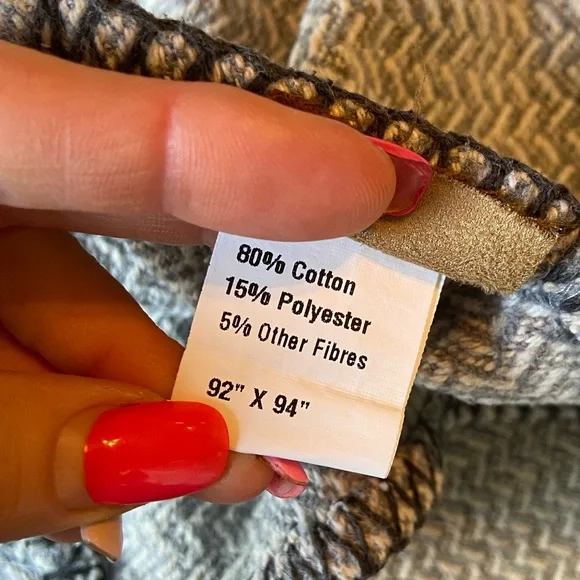 80% Cotton
15% Polyester
5% Other Fibres
92" X 94"